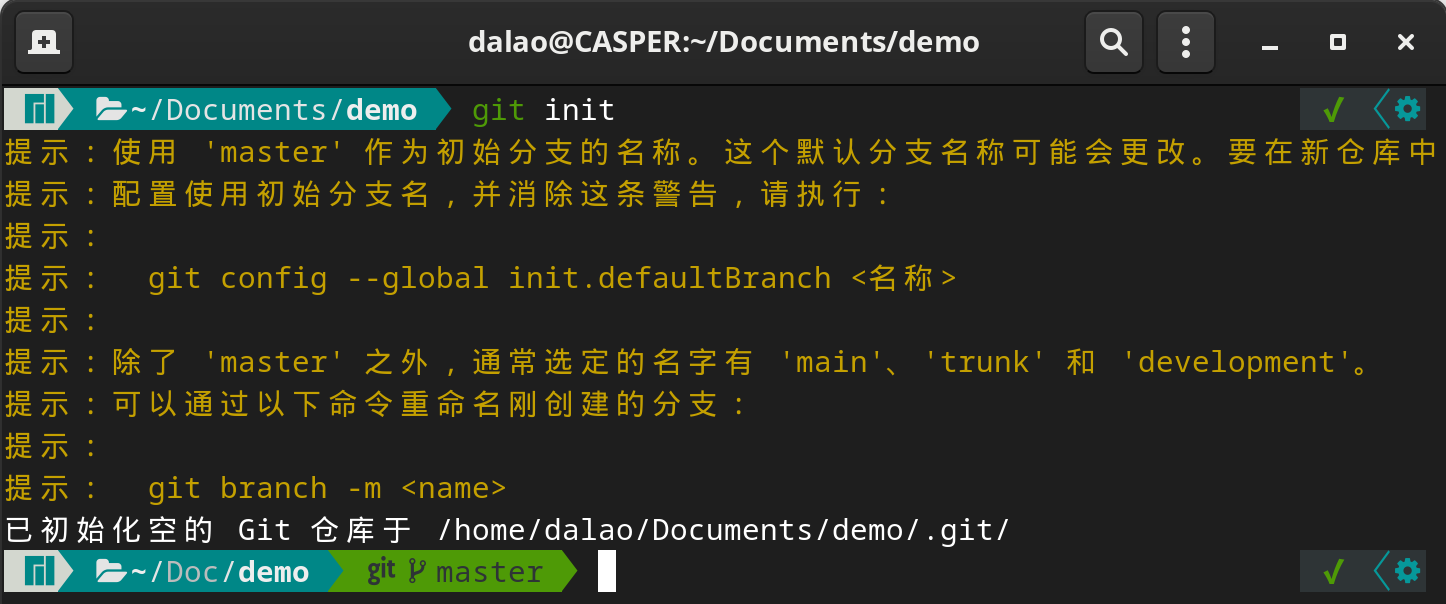 dalao@CASPER:~/Documents/demo
~/Documents/demo git init
提示：使用 'master' 作为初始分支的名称。这个默认分支名称可能会更改。要在新仓库中
提示：配置使用初始分支名，并消除这条警告，请执行：
提示：
提示：  git config --global init.defaultBranch <名称>
提示：
提示：除了 'master' 之外，通常选定的名字有 'main'、'trunk' 和 'development'。
提示：可以通过以下命令重命名刚创建的分支：
提示：
提示：  git branch -m <name>
已初始化空的 Git 仓库于 /home/dalao/Documents/demo/.git/
~/Doc/demo git master